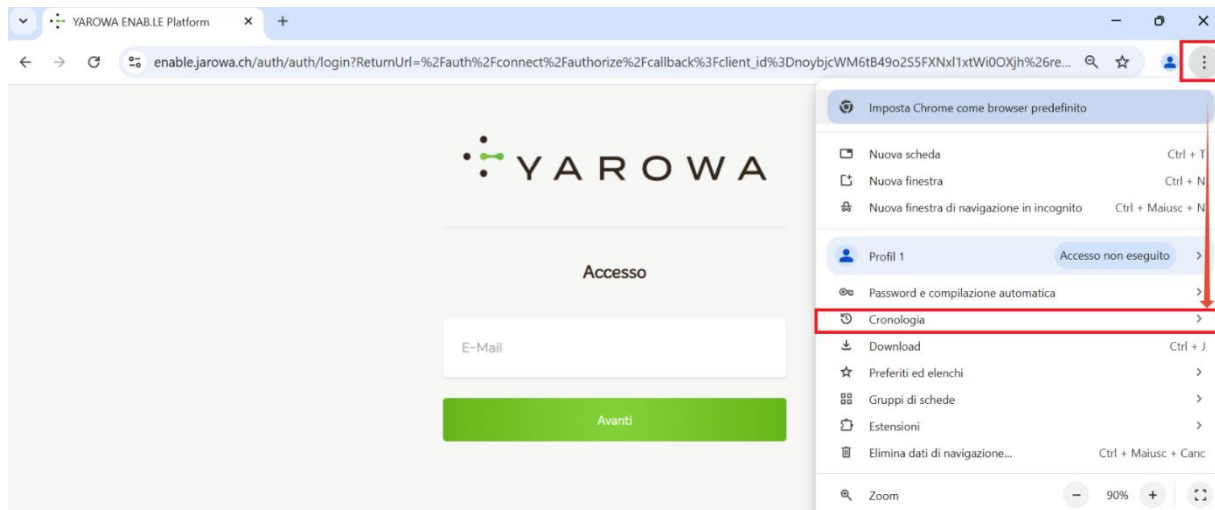 YAROWA ENAB.LE Platform
enable.jarowa.ch/auth/auth/login?ReturnUrl=%2Fauth%2Fconnect%2Fauthorize%2Fcallback%3Fclient_id%3DnoybjcWM6tB49o2S5FXNxl1xtWi0OXjh%26re...
YAROWA
Accesso
E-Mail
Avanti
Imposta Chrome come browser predefinito
Nuova scheda Ctrl + T
Nuova finestra Ctrl + N
Nuova finestra di navigazione in incognito Ctrl + Maiusc + N
Profil 1 Accesso non eseguito
Password e compilazione automatica
Cronologia
Download Ctrl + J
Preferiti ed elenchi
Gruppi di schede
Estensioni
Elimina dati di navigazione... Ctrl + Maiusc + Canc
Zoom − 90% +